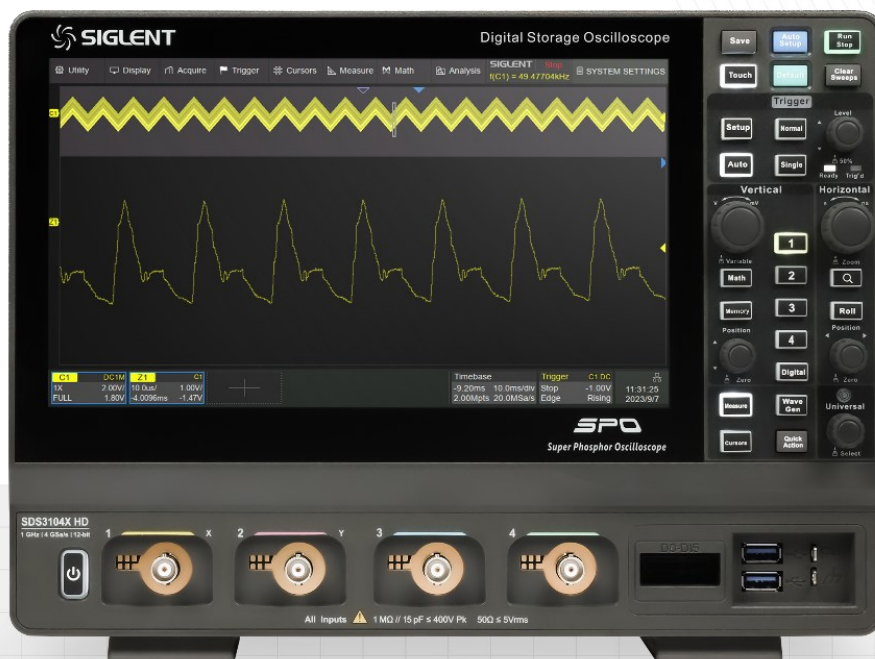 SIGLENT
Digital Storage Oscilloscope
Utility Display Acquire Trigger Cursors Measure Math Analysis
SIGLENT Stop
f(C1) = 49.47704kHz
SYSTEM SETTINGS
C1
Z1
C1 DC1M
1X 2.00V/
FULL 1.80V
Z1 C1
10.0us/ 1.00V/
-4.0096ms -1.47V
Timebase
-9.20ms 10.0ms/div
2.00Mpts 20.0MSa/s
Trigger C1 DC
Stop -1.00V
Edge Rising
11:31:25
2023/9/7
SPO
Super Phosphor Oscilloscope
Save
Auto Setup
Run Stop
Touch
Default
Clear Sweeps
Trigger
Setup
Normal
Level
Auto
Single
50%
Ready Trig'd
Vertical
Horizontal
Variable
1
Zoom
Math
2
Memory
3
Roll
Position
4
Position
Zero
Digital
Zero
Measure
Wave Gen
Universal
Cursors
Quick Action
Select
SDS3104X HD
1 GHz | 4 GSa/s | 12-bit
1 X
2 Y
3
4
All Inputs 1 MΩ // 15 pF ≤ 400V Pk 50Ω ≤ 5Vrms